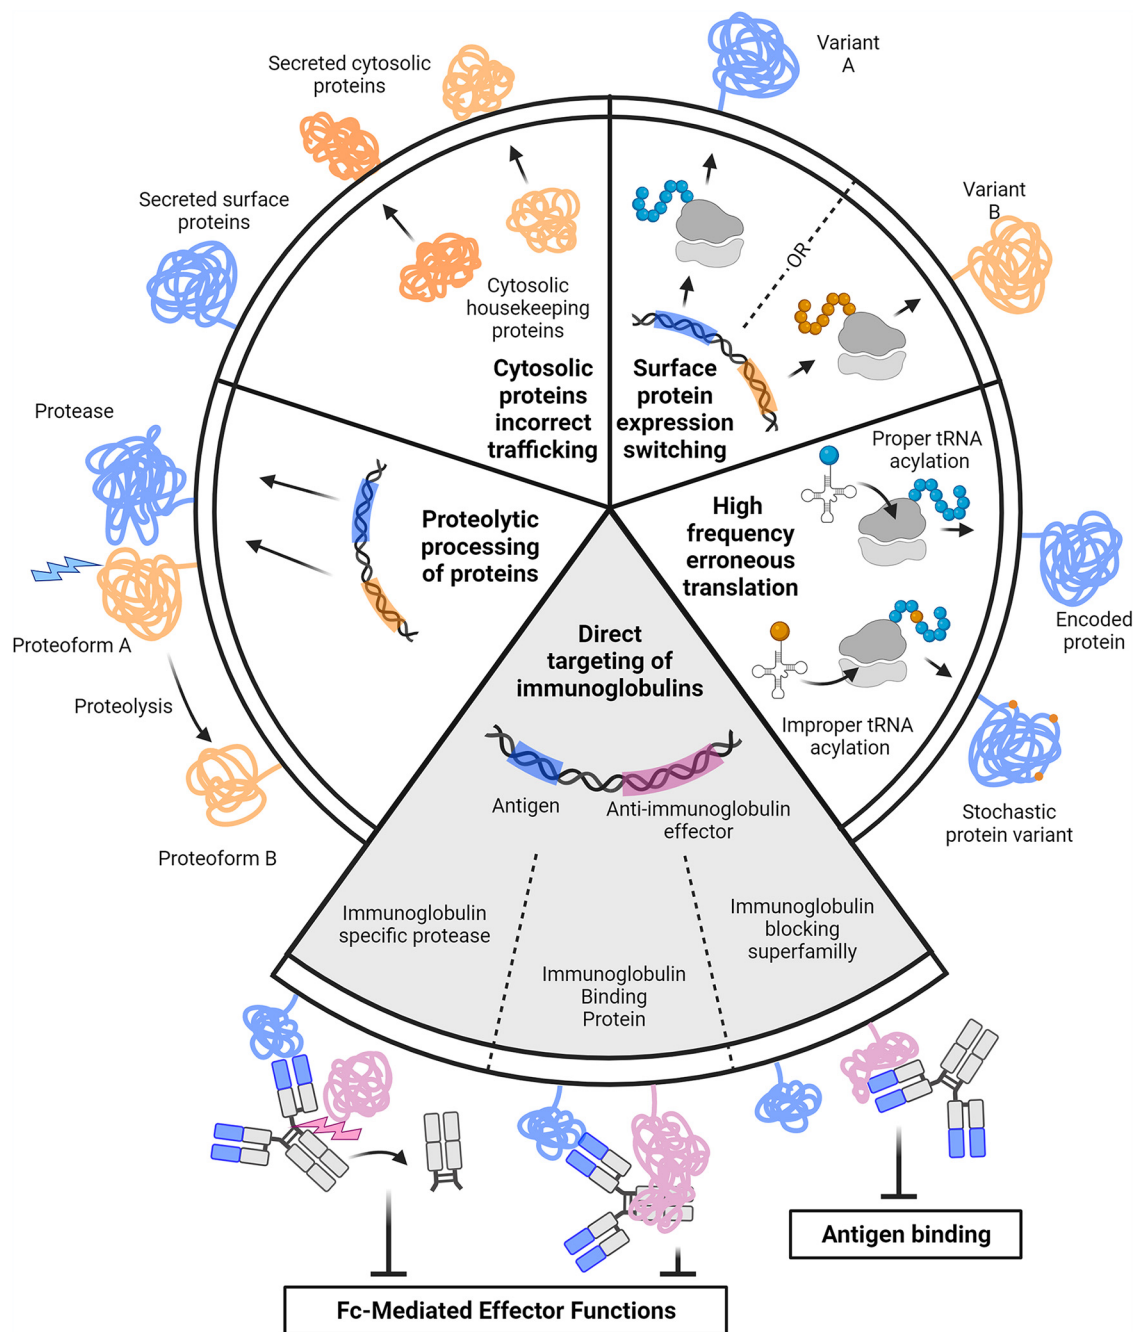 Variant
A
Secreted cytosolic
proteins
Secreted surface
proteins
Variant
B
OR
Cytosolic
housekeeping
proteins
Cytosolic
proteins
incorrect
trafficking
Surface
protein
expression
switching
Protease
Proper tRNA
acylation
Proteolytic
processing
of proteins
High
frequency
erroneous
translation
Encoded
protein
Proteoform A
Direct
targeting of
immunoglobulins
Proteolysis
Improper tRNA
acylation
Antigen
Anti-immunoglobulin
effector
Stochastic
protein variant
Proteoform B
Immunoglobulin
specific protease
Immunoglobulin
Binding
Protein
Immunoglobulin
blocking
superfamilly
Antigen binding
Fc-Mediated Effector Functions